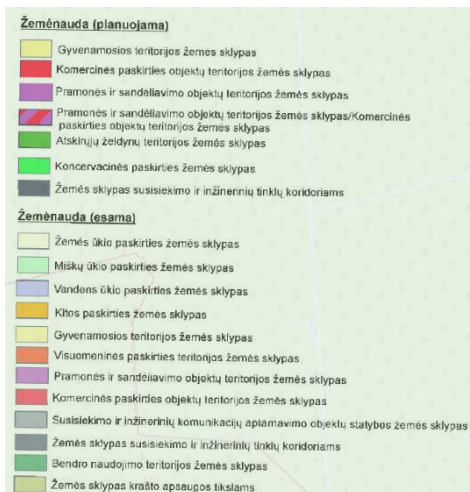 Žemėnauda (planuojama)
Gyvenamosios teritorijos žemės sklypas
Komercinės paskirties objektų teritorijos žemės sklypas
Pramonės ir sandėliavimo objektų teritorijos žemės sklypas
Pramonės ir sandėliavimo objektų teritorijos žemės sklypas/Komercinės
paskirties objektų teritorijos žemės sklypas
Atskirųjų želdynų teritorijos žemės sklypas
Koncervacinės paskirties žemės sklypas
Žemės sklypas susisiekimo ir inžinerinių tinklų koridoriams
Žemėnauda (esama)
Žemės ūkio paskirties žemės sklypas
Miškų ūkio paskirties žemės sklypas
Vandens ūkio paskirties žemės sklypas
Kitos paskirties žemės sklypas
Gyvenamosios teritorijos žemės sklypas
Visuomeninės paskirties teritorijos žemės sklypas
Pramonės ir sandėliavimo objektų teritorijos žemės sklypas
Komercinės paskirties objektų teritorijos žemės sklypas
Susisiekimo ir inžinerinių komunikacijų aptarnavimo objektų statybos žemės sklypas
Žemės sklypas susisiekimo ir inžinerinių tinklų koridoriams
Bendro naudojimo teritorijos žemės sklypas
Žemės sklypas krašto apsaugos tikslams